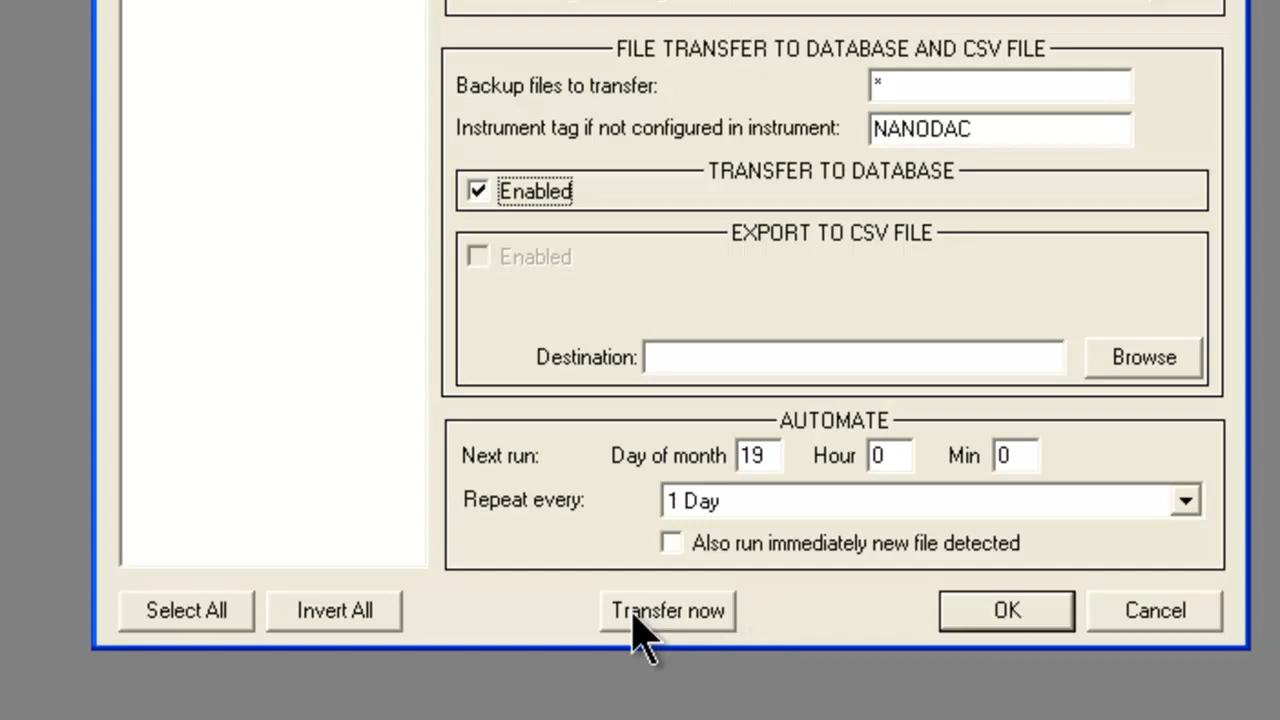 FILE TRANSFER TO DATABASE AND CSV FILE
Backup files to transfer: *
Instrument tag if not configured in instrument: NANODAC
TRANSFER TO DATABASE
Enabled
EXPORT TO CSV FILE
Enabled
Destination: Browse
AUTOMATE
Next run: Day of month 19 Hour 0 Min 0
Repeat every: 1 Day
Also run immediately new file detected
Select All Invert All Transfer now OK Cancel